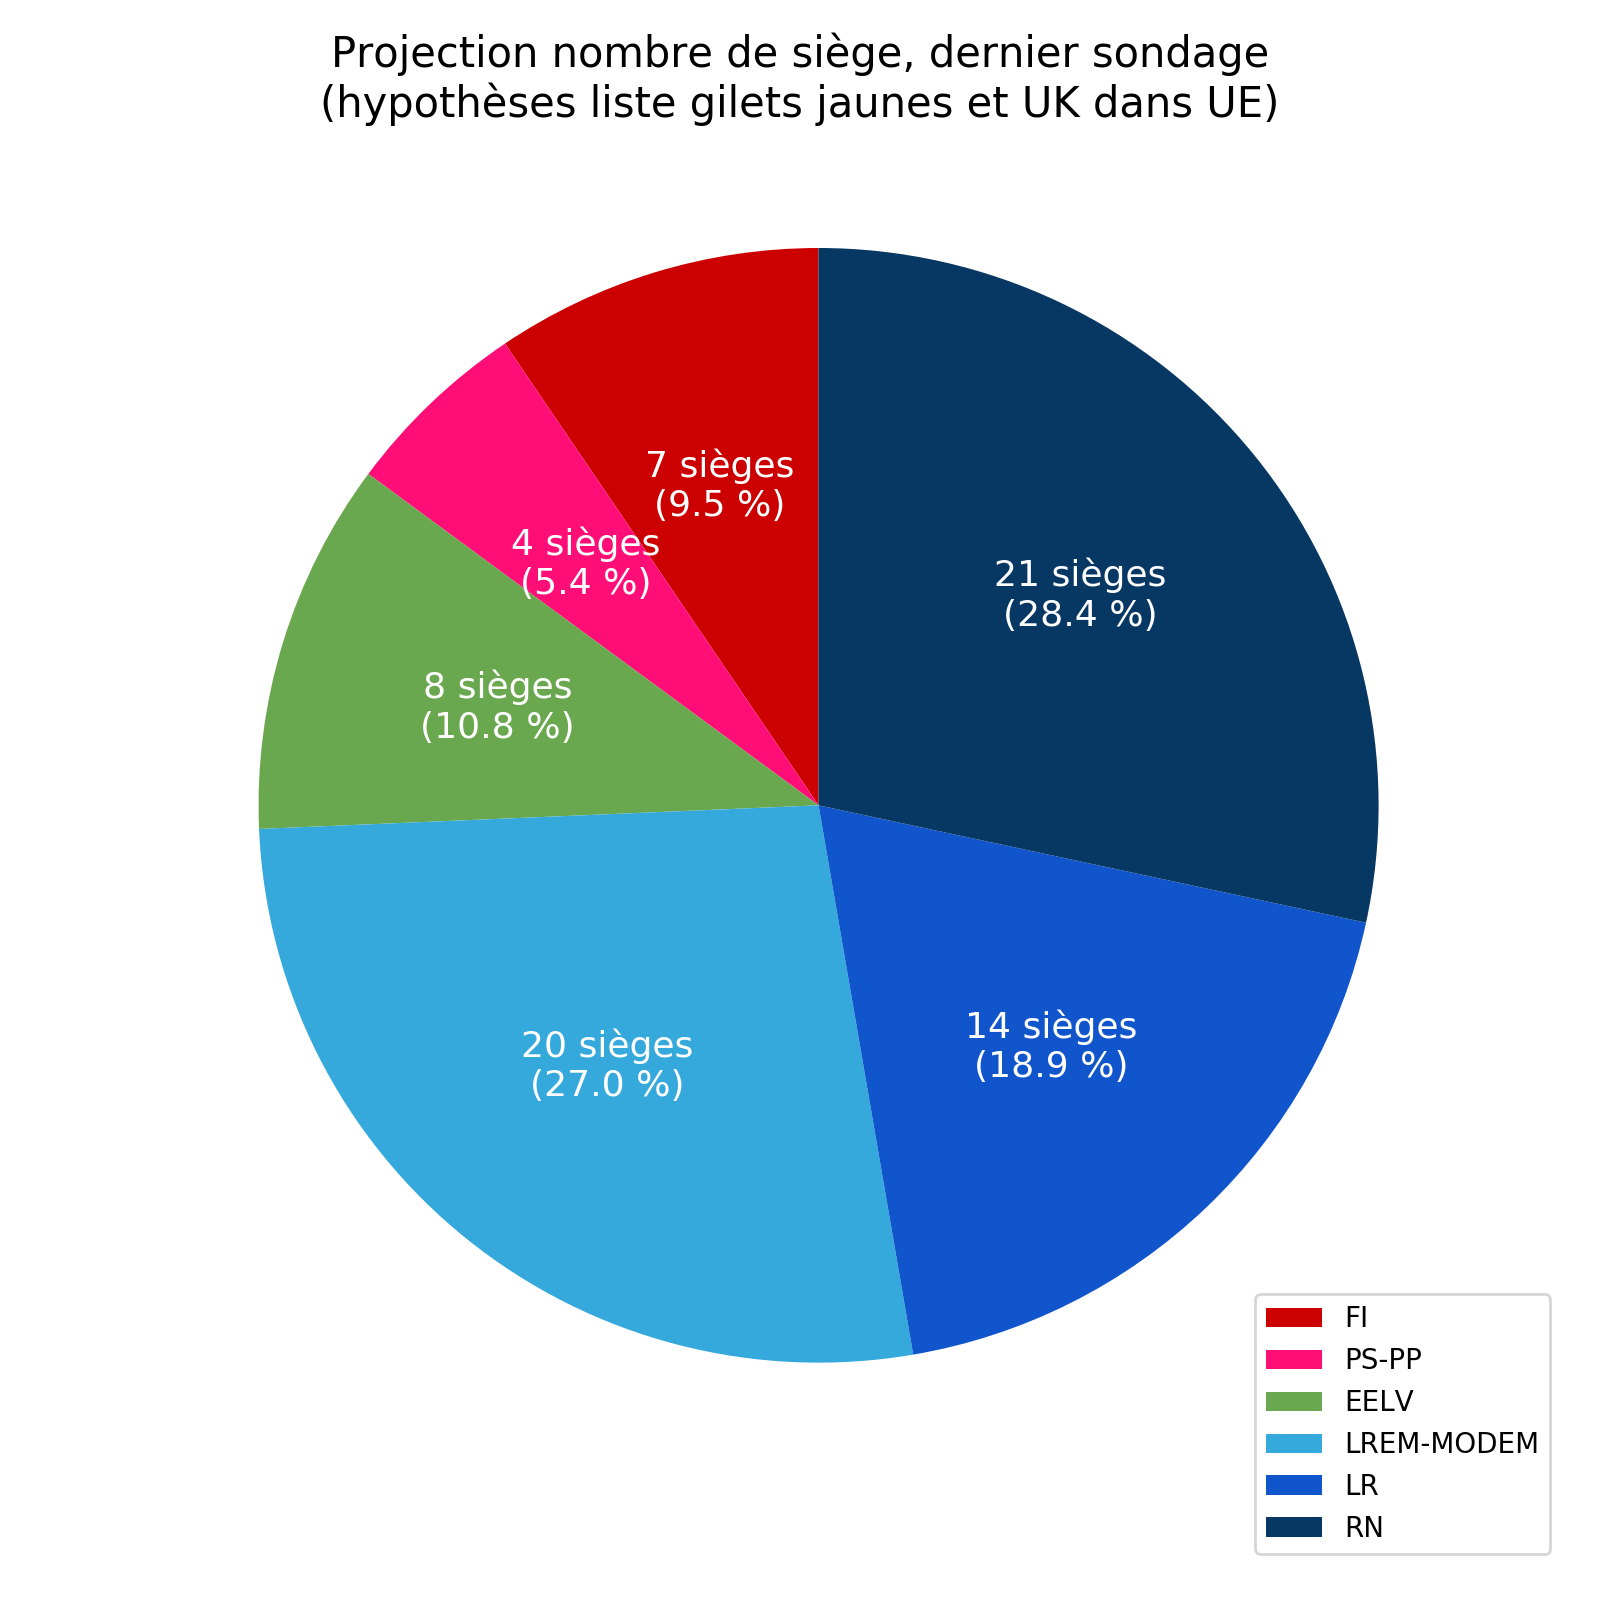 Projection nombre de siège, dernier sondage
(hypothèses liste gilets jaunes et UK dans UE)
7 sièges
(9.5 %)
4 sièges
(5.4 %)
21 sièges
(28.4 %)
8 sièges
(10.8 %)
14 sièges
(18.9 %)
20 sièges
(27.0 %)
FI
PS-PP
EELV
LREM-MODEM
LR
RN